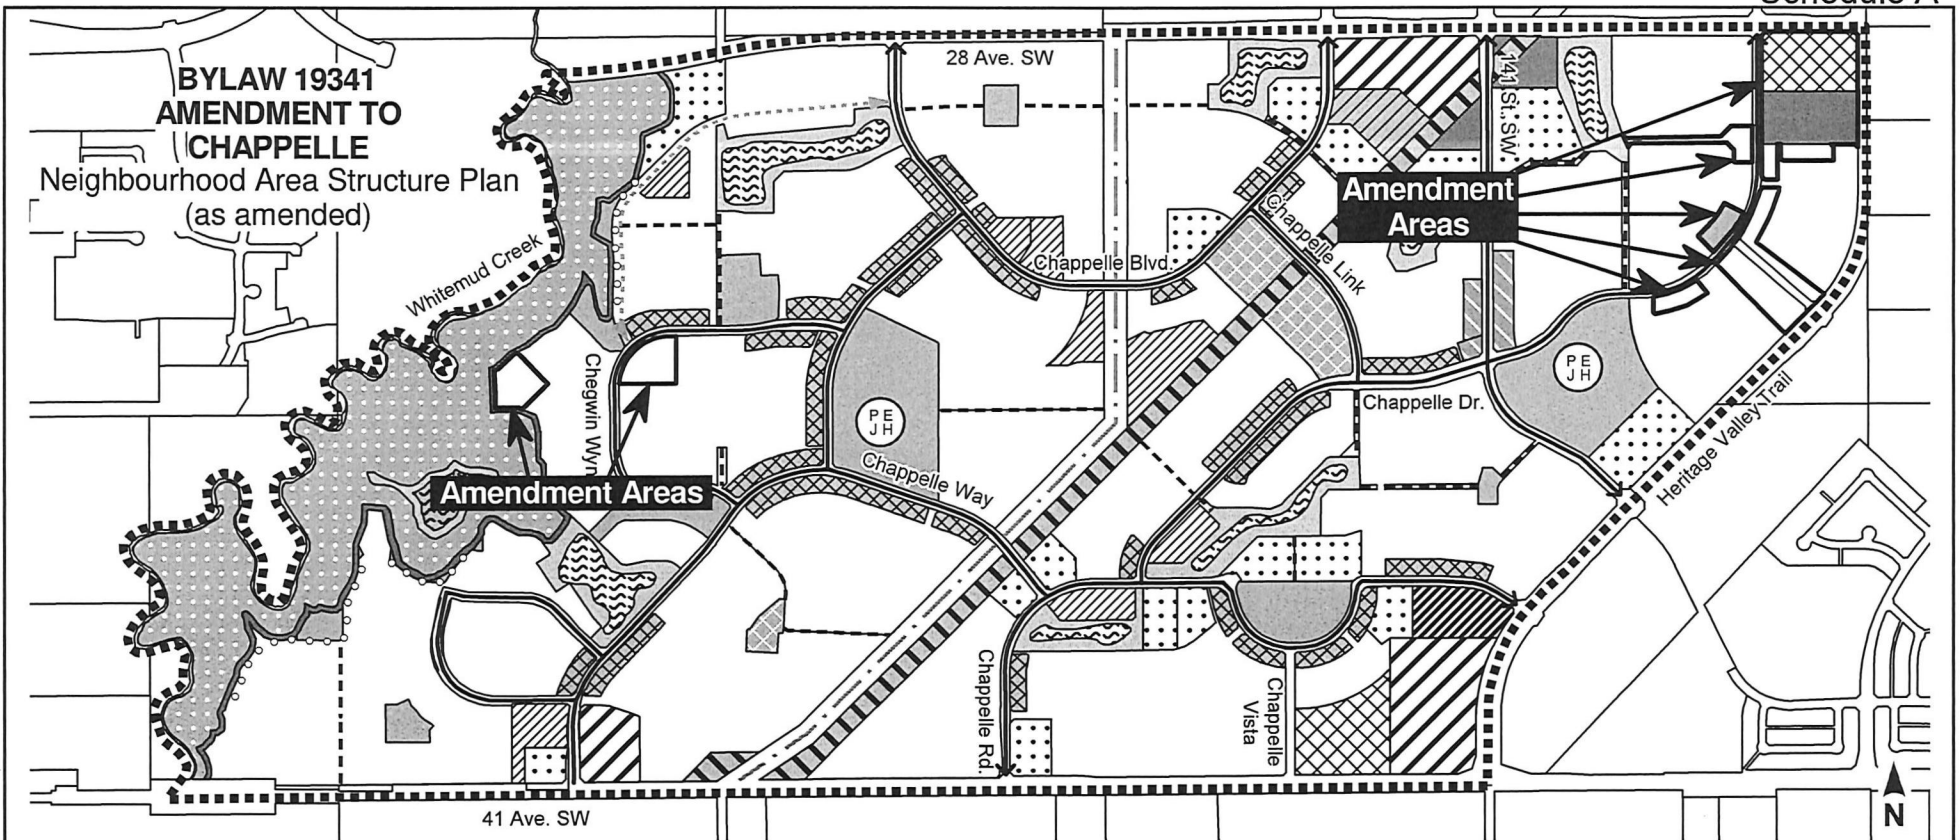 BYLAW 19341
AMENDMENT TO
CHAPPELLE
Neighbourhood Area Structure Plan
(as amended)
28 Ave. SW
141 St. SW
Amendment
Areas
Whitemud Creek
Chappelle Blvd.
Chappelle Link
P E
J H
Chegwin Wyn
Chappelle Dr.
P E
J H
Heritage Valley Trail
Amendment Areas
Chappelle Way
Chappelle Rd.
Chappelle
Vista
41 Ave. SW
N